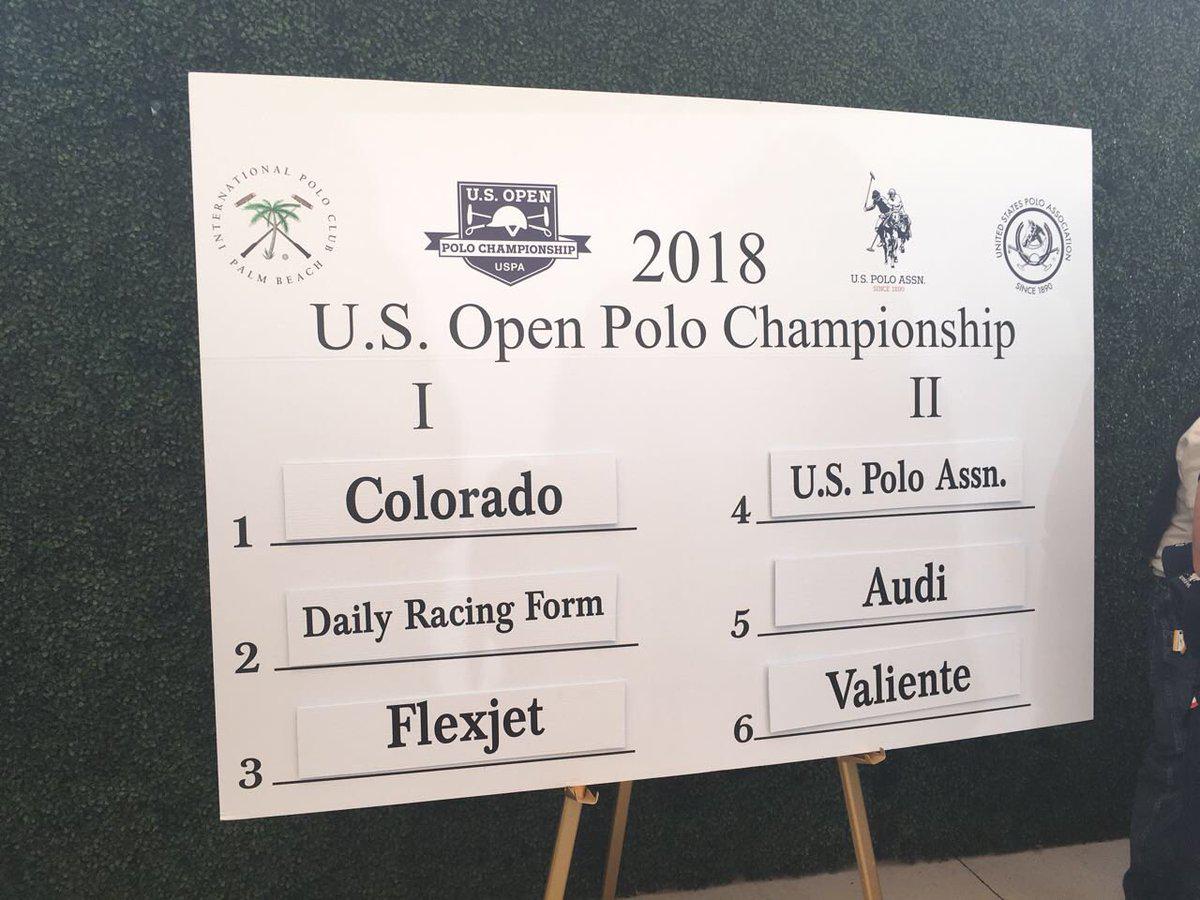 INTERNATIONAL POLO CLUB
PALM BEACH
U.S. OPEN
POLO CHAMPIONSHIP
USPA
2018
U.S. POLO ASSN.
SINCE 1890
UNITED STATES POLO ASSOCIATION
SINCE 1890
U.S. Open Polo Championship
I
II
1 Colorado
2 Daily Racing Form
3 Flexjet
4 U.S. Polo Assn.
5 Audi
6 Valiente